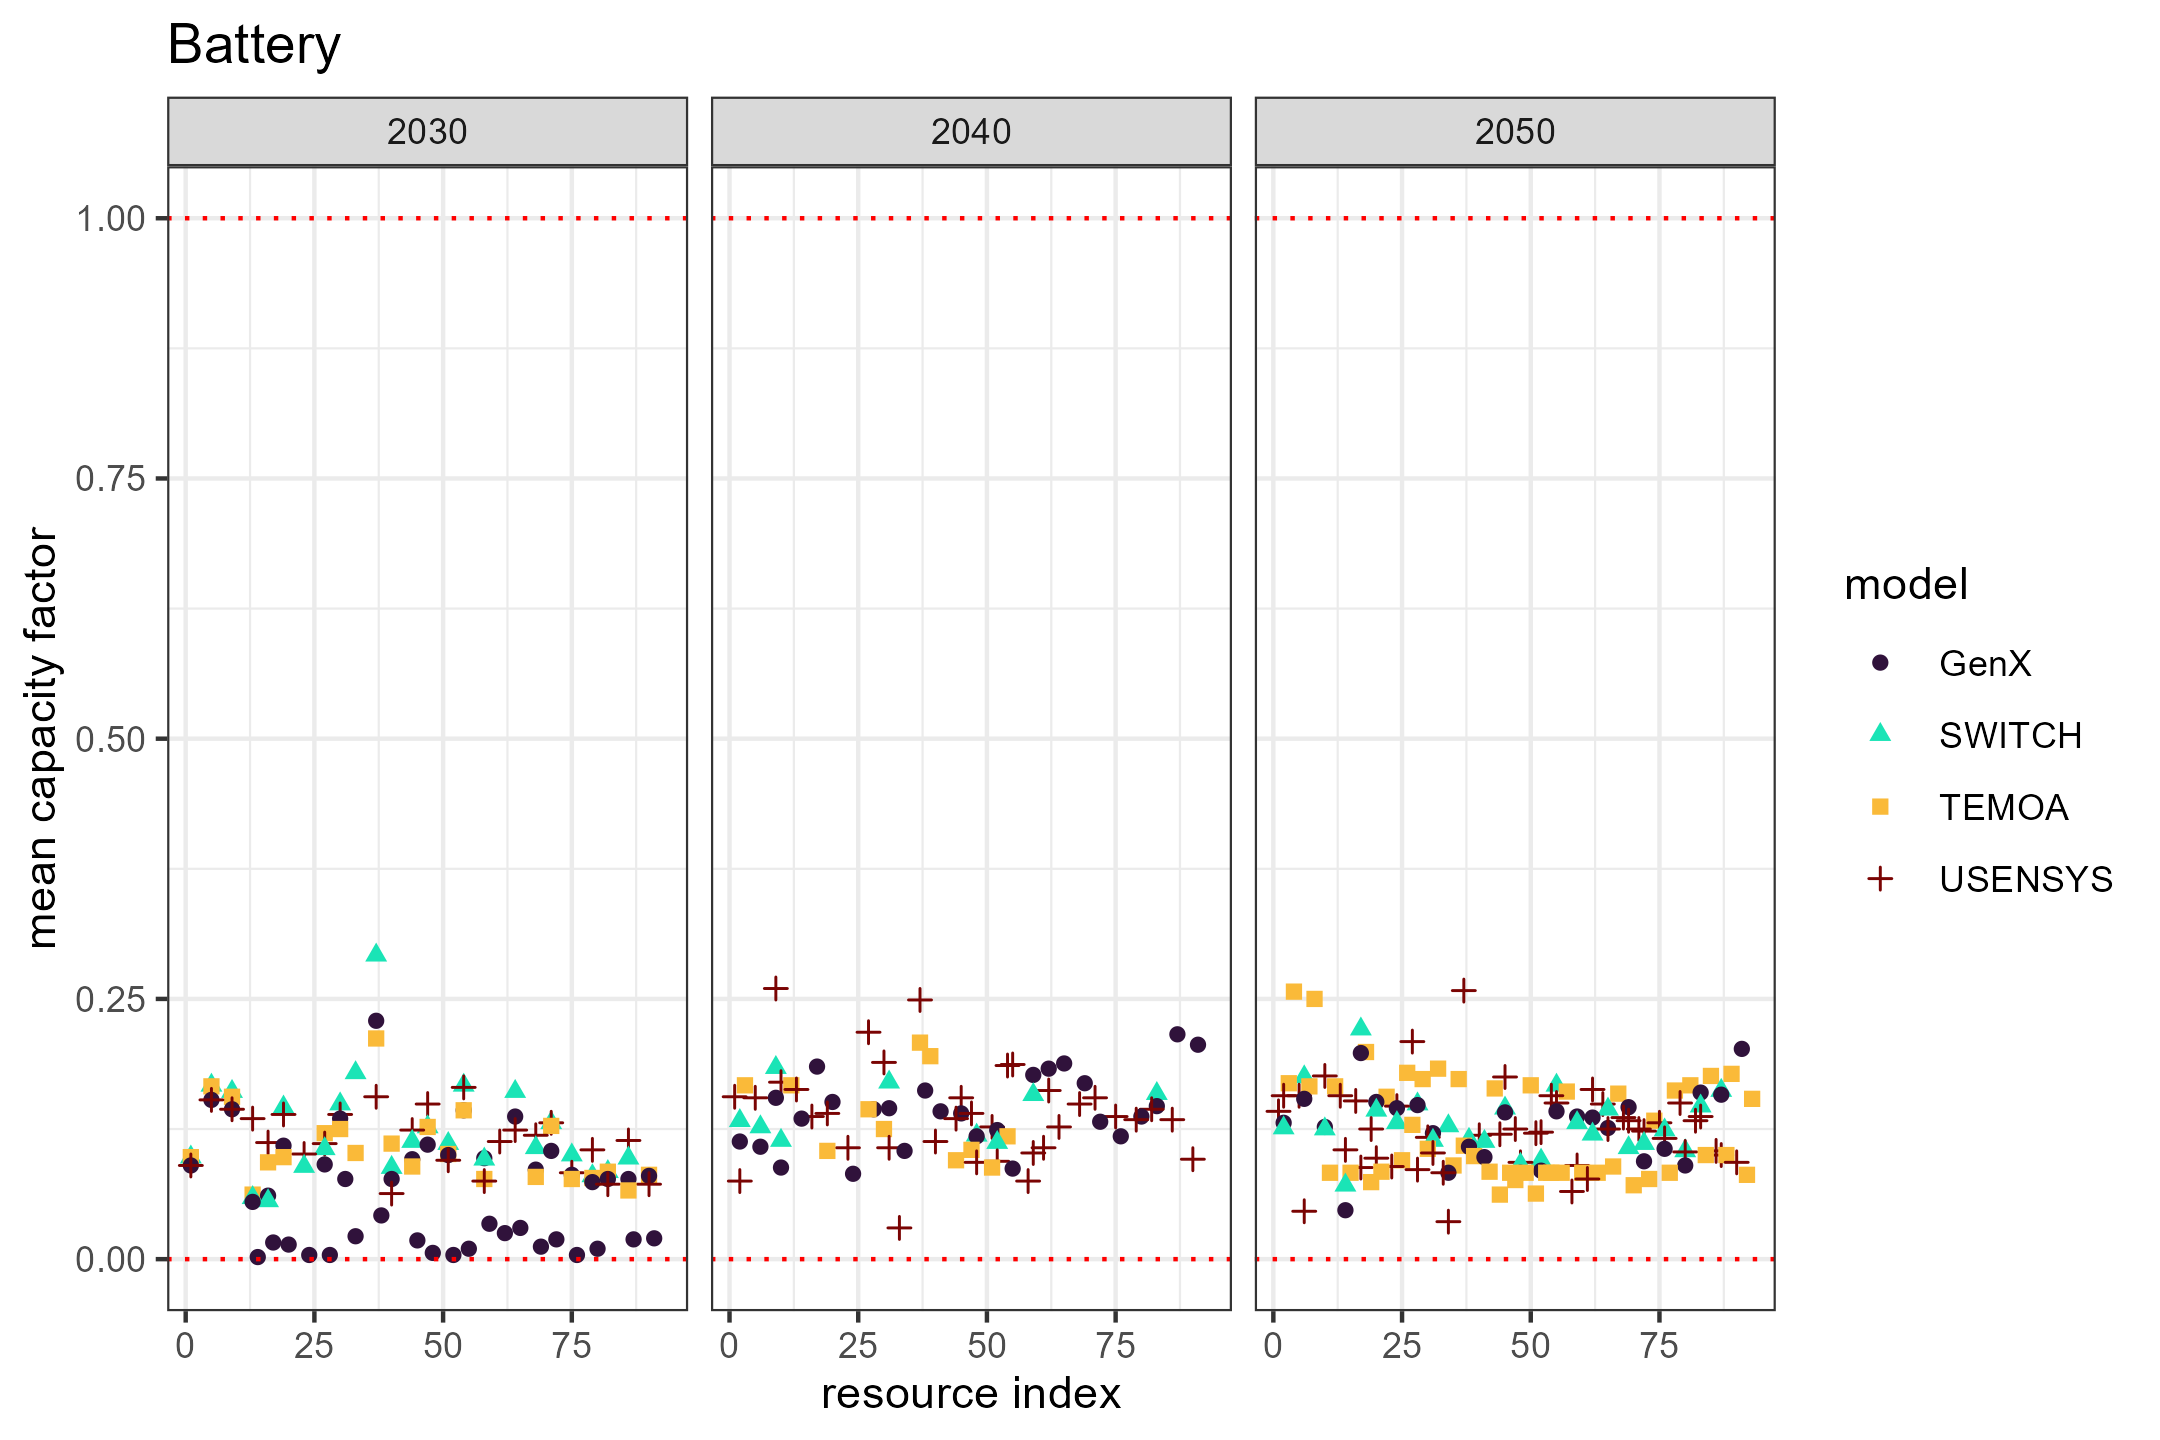 Battery
2030
2040
2050
1.00
0.75
0.50
0.25
0.00
mean capacity factor
0 25 50 75
0 25 50 75
0 25 50 75
resource index
model
GenX
SWITCH
TEMOA
USENSYS